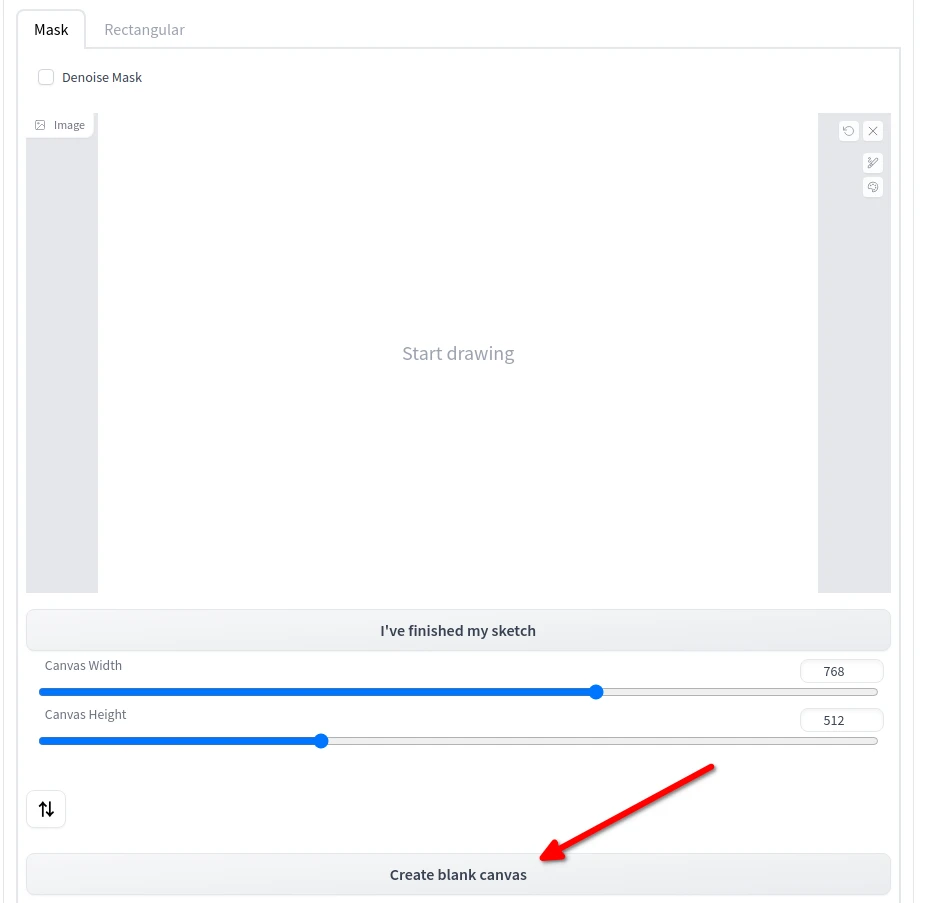 Mask
Rectangular
Denoise Mask
Image
Start drawing
I've finished my sketch
Canvas Width
768
Canvas Height
512
Create blank canvas